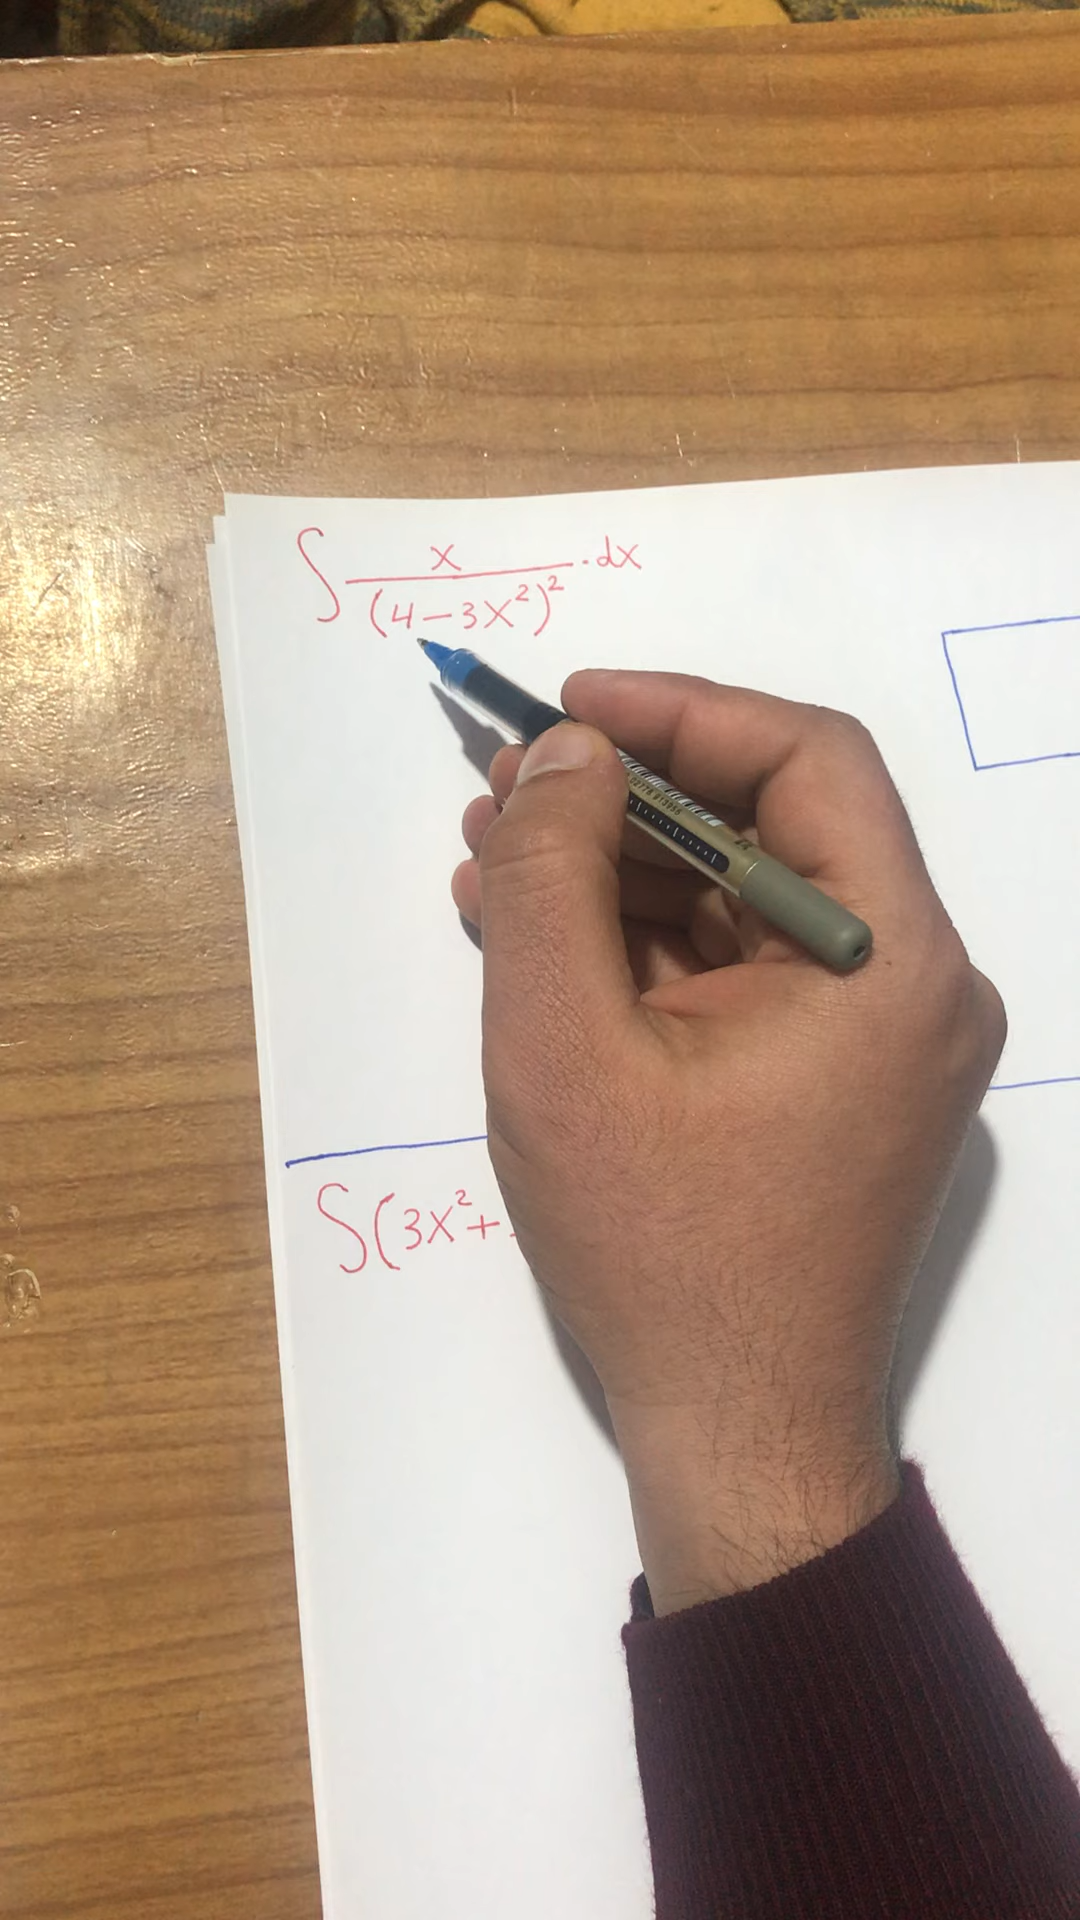 ∫ x/(4-3x²)² · dx
∫(3x²+